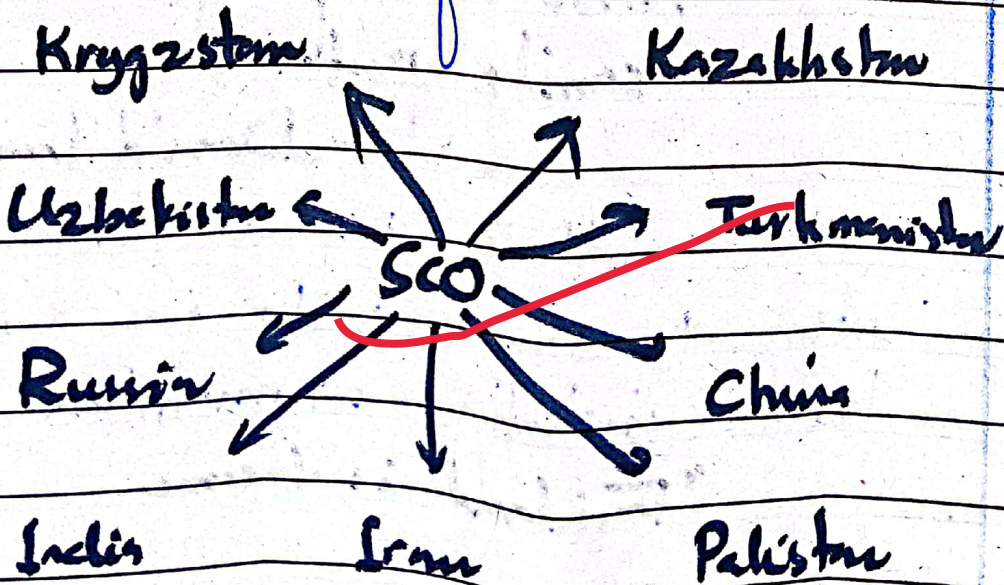 Krygzstan Kazakhstan
Uzbekistan Turkmenistan
SCO
Russia China
India Iran Pakistan